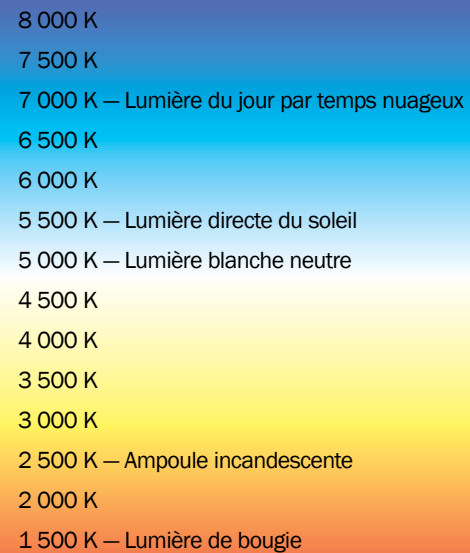 8 000 K
7 500 K
7 000 K — Lumière du jour par temps nuageux
6 500 K
6 000 K
5 500 K — Lumière directe du soleil
5 000 K — Lumière blanche neutre
4 500 K
4 000 K
3 500 K
3 000 K
2 500 K — Ampoule incandescente
2 000 K
1 500 K — Lumière de bougie